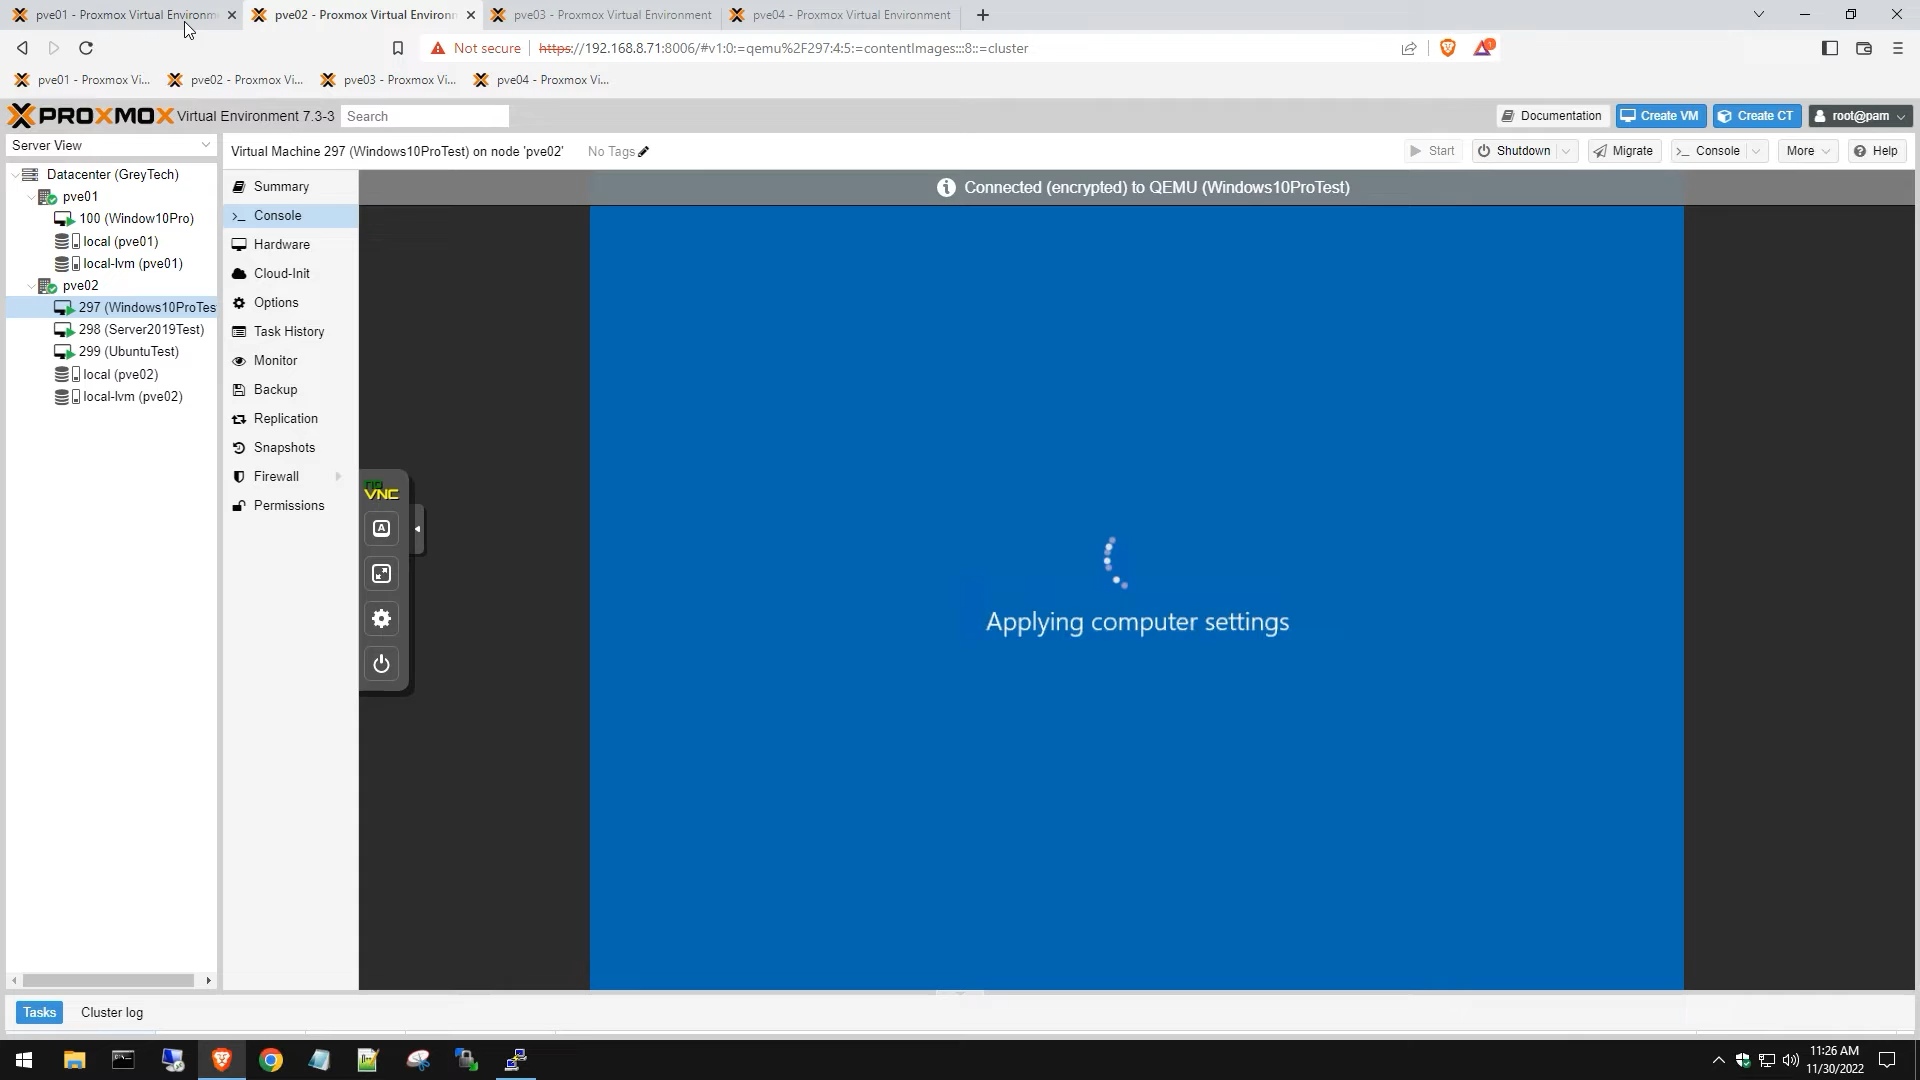 pve01 - Proxmox Virtual Environm
pve02 - Proxmox Virtual Environ
pve03 - Proxmox Virtual Environment
pve04 - Proxmox Virtual Environment
Not secure
https://192.168.8.71:8006/#v1:0:=qemu%2F297:4:5:=contentImages:::8::=cluster
1
pve01 - Proxmox Vi...
pve02 - Proxmox Vi...
pve03 - Proxmox Vi...
pve04 - Proxmox Vi...
PROXMOX Virtual Environment 7.3-3
Search
Documentation
Create VM
Create CT
root@pam
Server View
Virtual Machine 297 (Windows10ProTest) on node 'pve02'
No Tags
Start
Shutdown
Migrate
Console
More
Help
Datacenter (GreyTech)
pve01
100 (Window10Pro)
local (pve01)
local-lvm (pve01)
pve02
297 (Windows10ProTes
298 (Server2019Test)
299 (UbuntuTest)
local (pve02)
local-lvm (pve02)
Summary
Console
Hardware
Cloud-Init
Options
Task History
Monitor
Backup
Replication
Snapshots
Firewall
Permissions
Connected (encrypted) to QEMU (Windows10ProTest)
no
VNC
A
Applying computer settings
Tasks
Cluster log
11:26 AM
11/30/2022